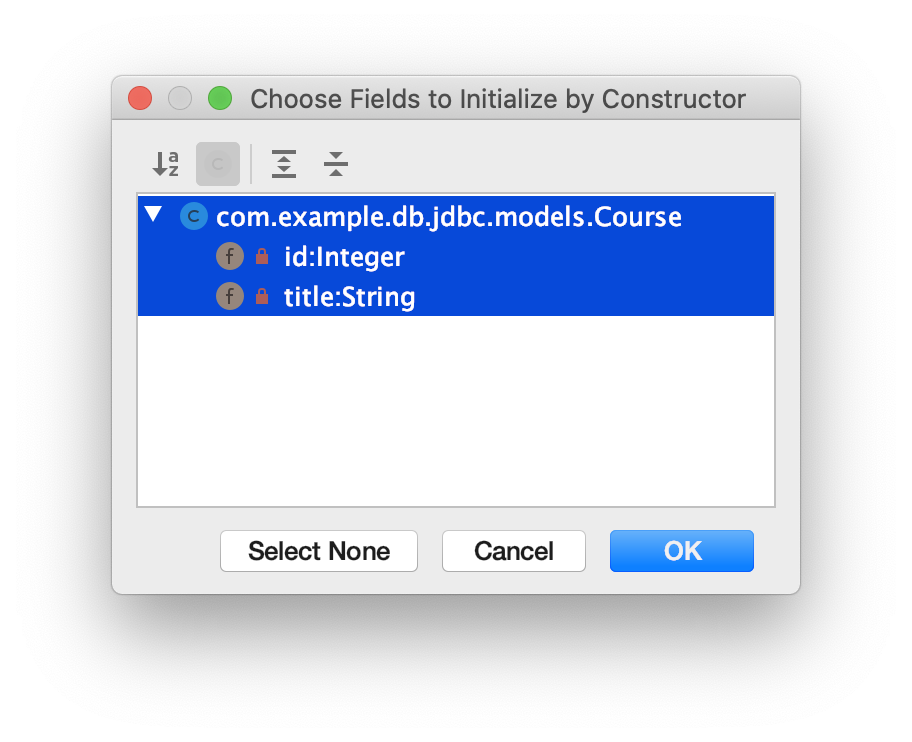 Choose Fields to Initialize by Constructor
a
z
C
C com.example.db.jdbc.models.Course
f id:Integer
f title:String
Select None Cancel OK